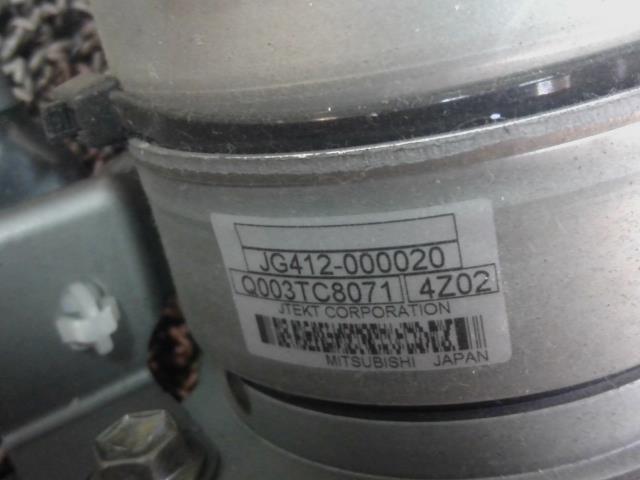 JG412-000020
Q003TC8071 4Z02
JTEKT CORPORATION
MITSUBISHI JAPAN